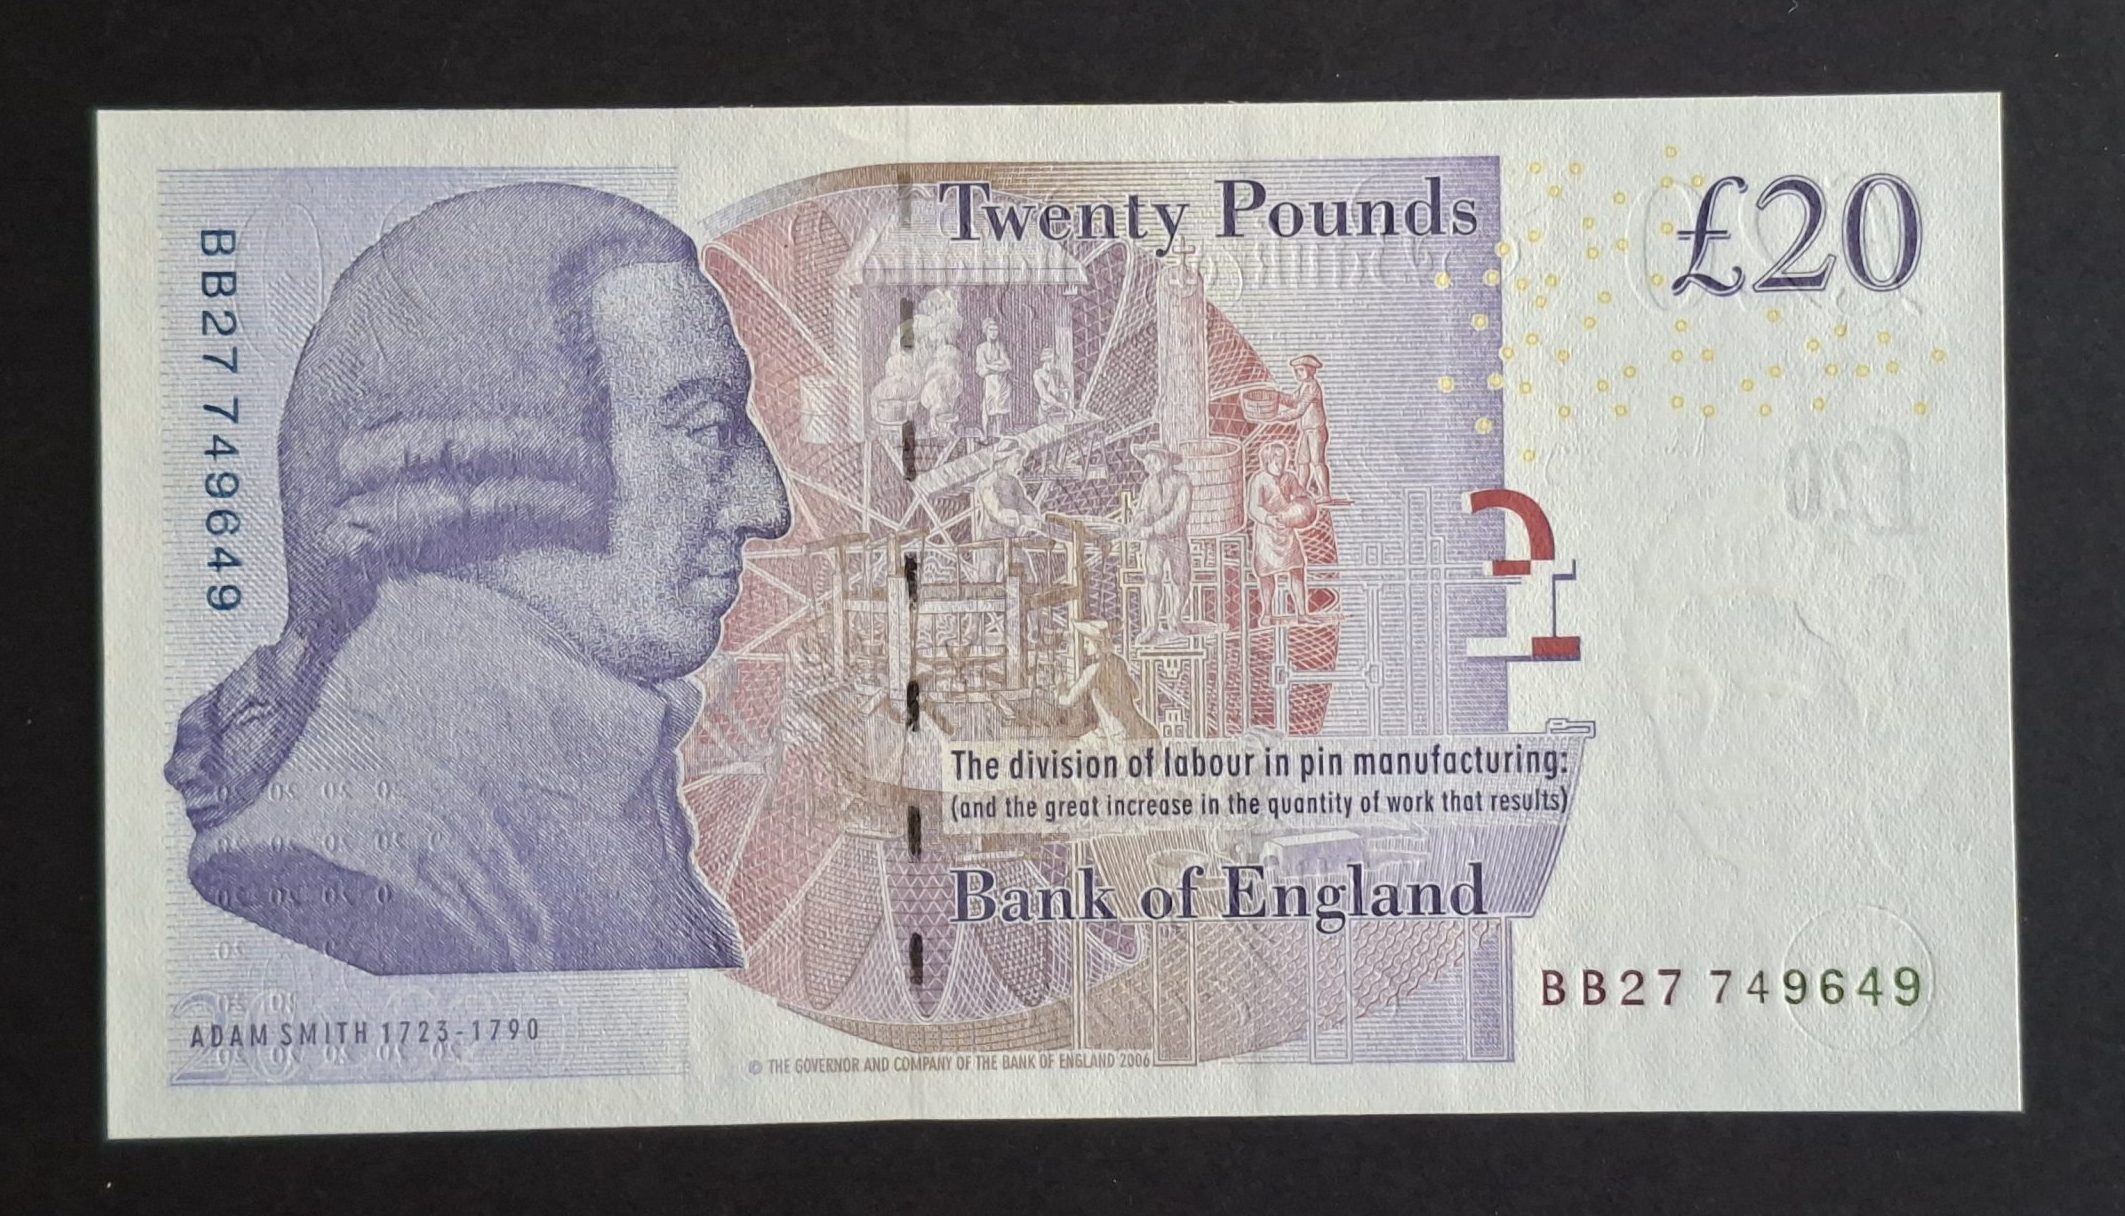 BB27 749649
Twenty Pounds
£20
The division of labour in pin manufacturing:
(and the great increase in the quantity of work that results)
Bank of England
BB27 749649
ADAM SMITH 1723-1790
© THE GOVERNOR AND COMPANY OF THE BANK OF ENGLAND 2006